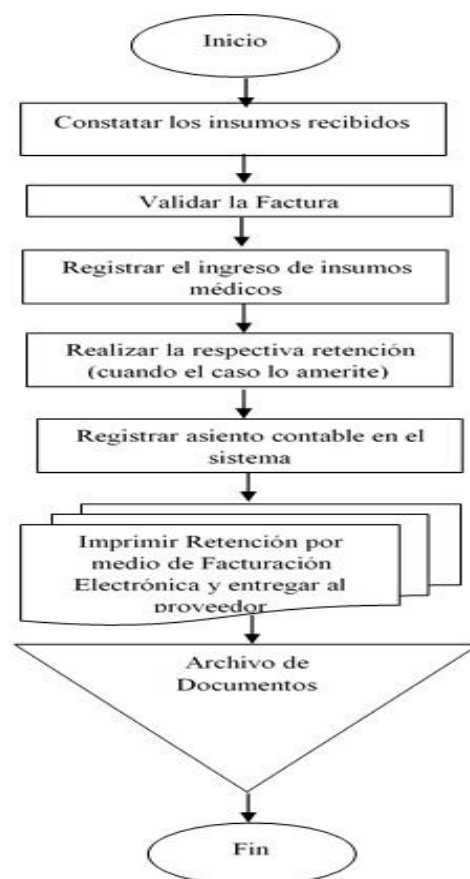 Inicio
Constatar los insumos recibidos
Validar la Factura
Registrar el ingreso de insumos
médicos
Realizar la respectiva retención
(cuando el caso lo amerite)
Registrar asiento contable en el
sistema
Imprimir Retención por
medio de Facturación
Electrónica y entregar al
proveedor
Archivo de
Documentos
Fin